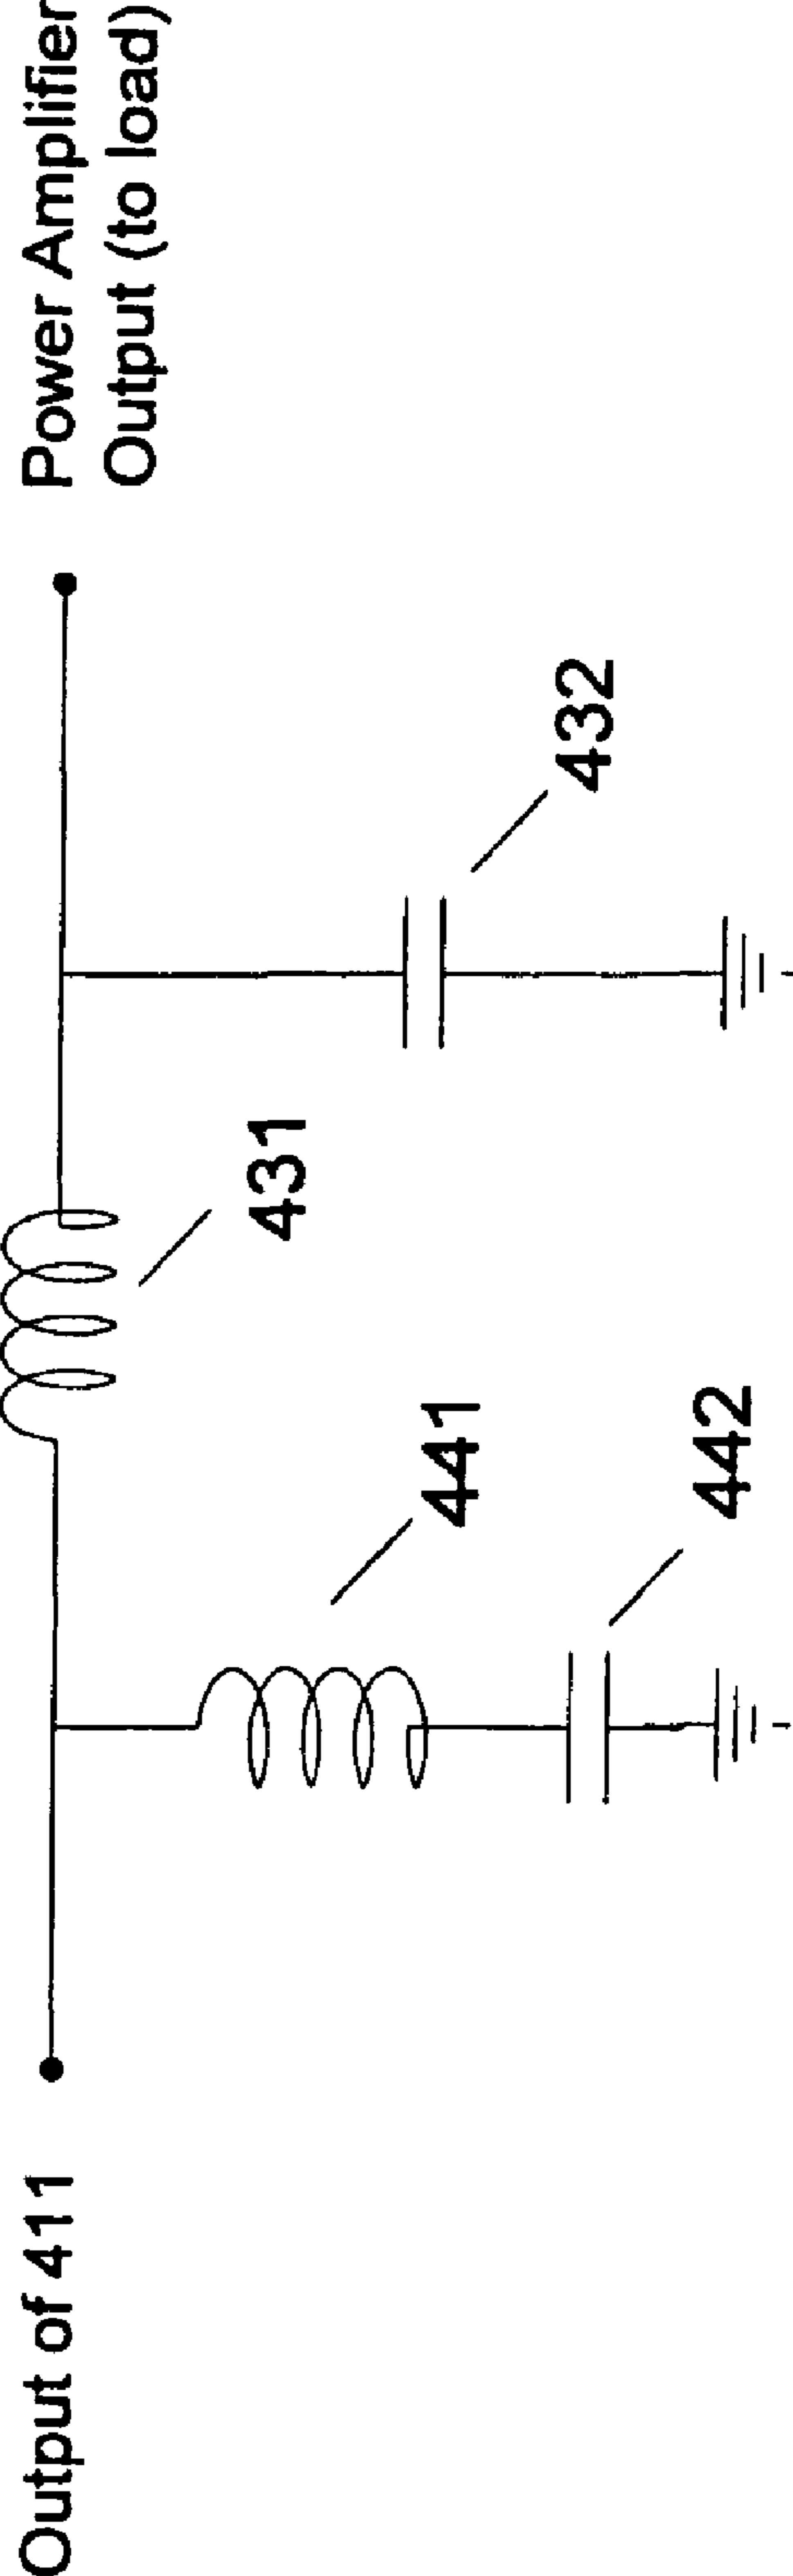 Output of 411
441
442
431
432
Power Amplifier
Output (to load)